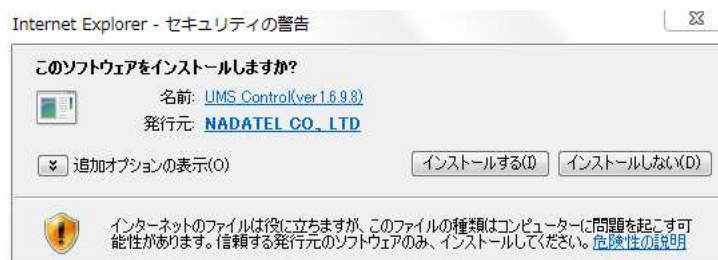 Internet Explorer - セキュリティの警告
このソフトウェアをインストールしますか?
名前: UMS Control(ver1.6.9.8)
発行元: NADATEL CO., LTD
追加オプションの表示(O)
インストールする(I)
インストールしない(D)
インターネットのファイルは役に立ちますが、このファイルの種類はコンピューターに問題を起こす可
能性があります。信頼する発行元のソフトウェアのみ、インストールしてください。危険性の説明